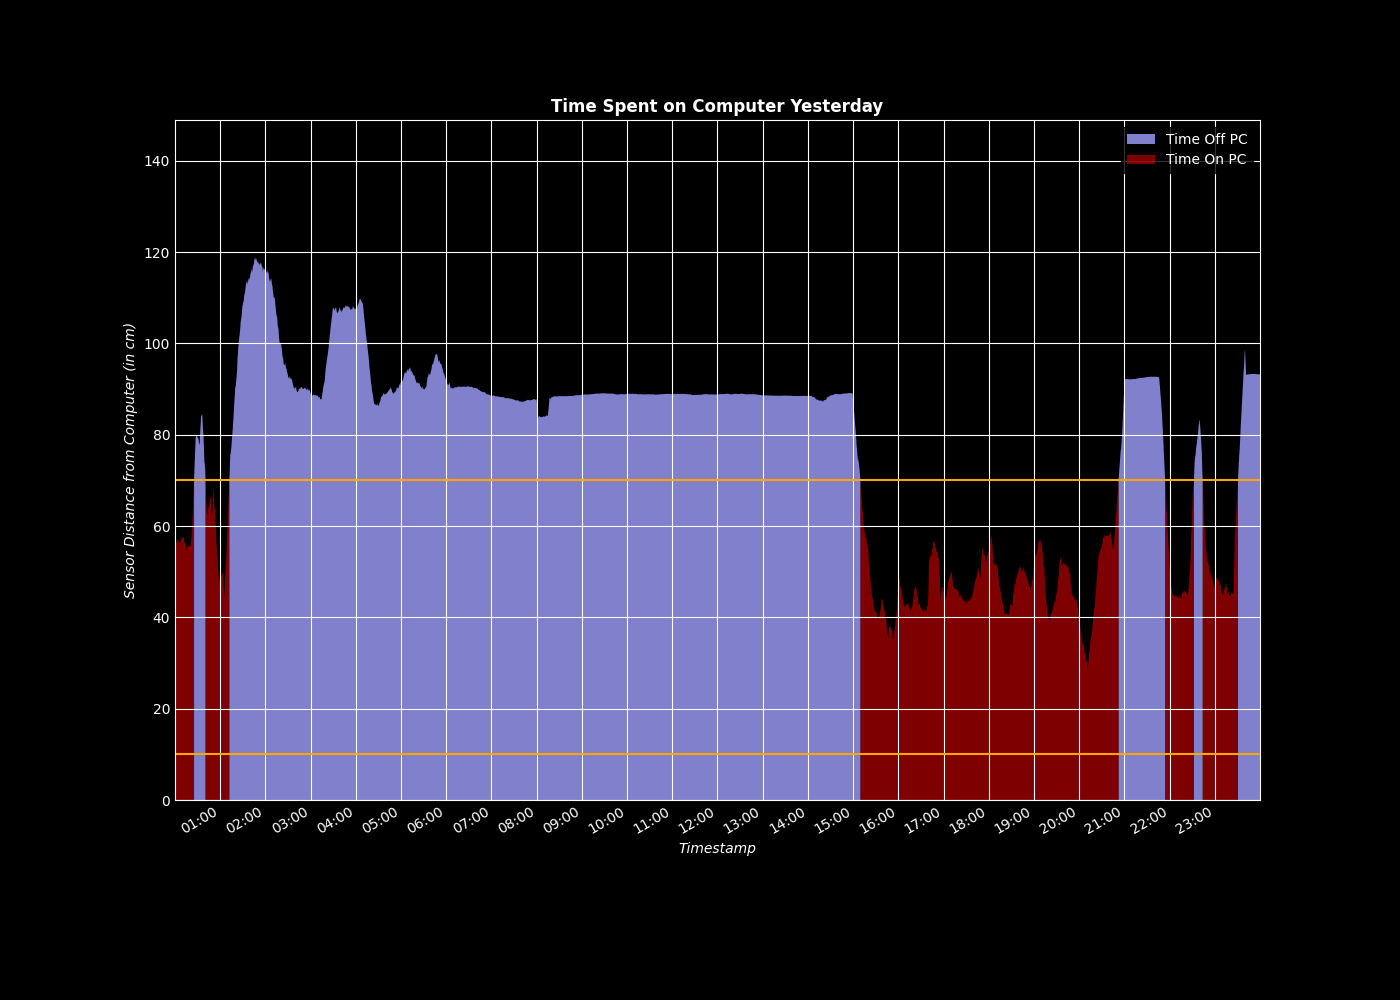 Time Spent on Computer Yesterday
Time Off PC
Time On PC
140
120
100
80
60
40
20
0
Sensor Distance from Computer (in cm)
01:00 02:00 03:00 04:00 05:00 06:00 07:00 08:00 09:00 10:00 11:00 12:00 13:00 14:00 15:00 16:00 17:00 18:00 19:00 20:00 21:00 22:00 23:00
Timestamp